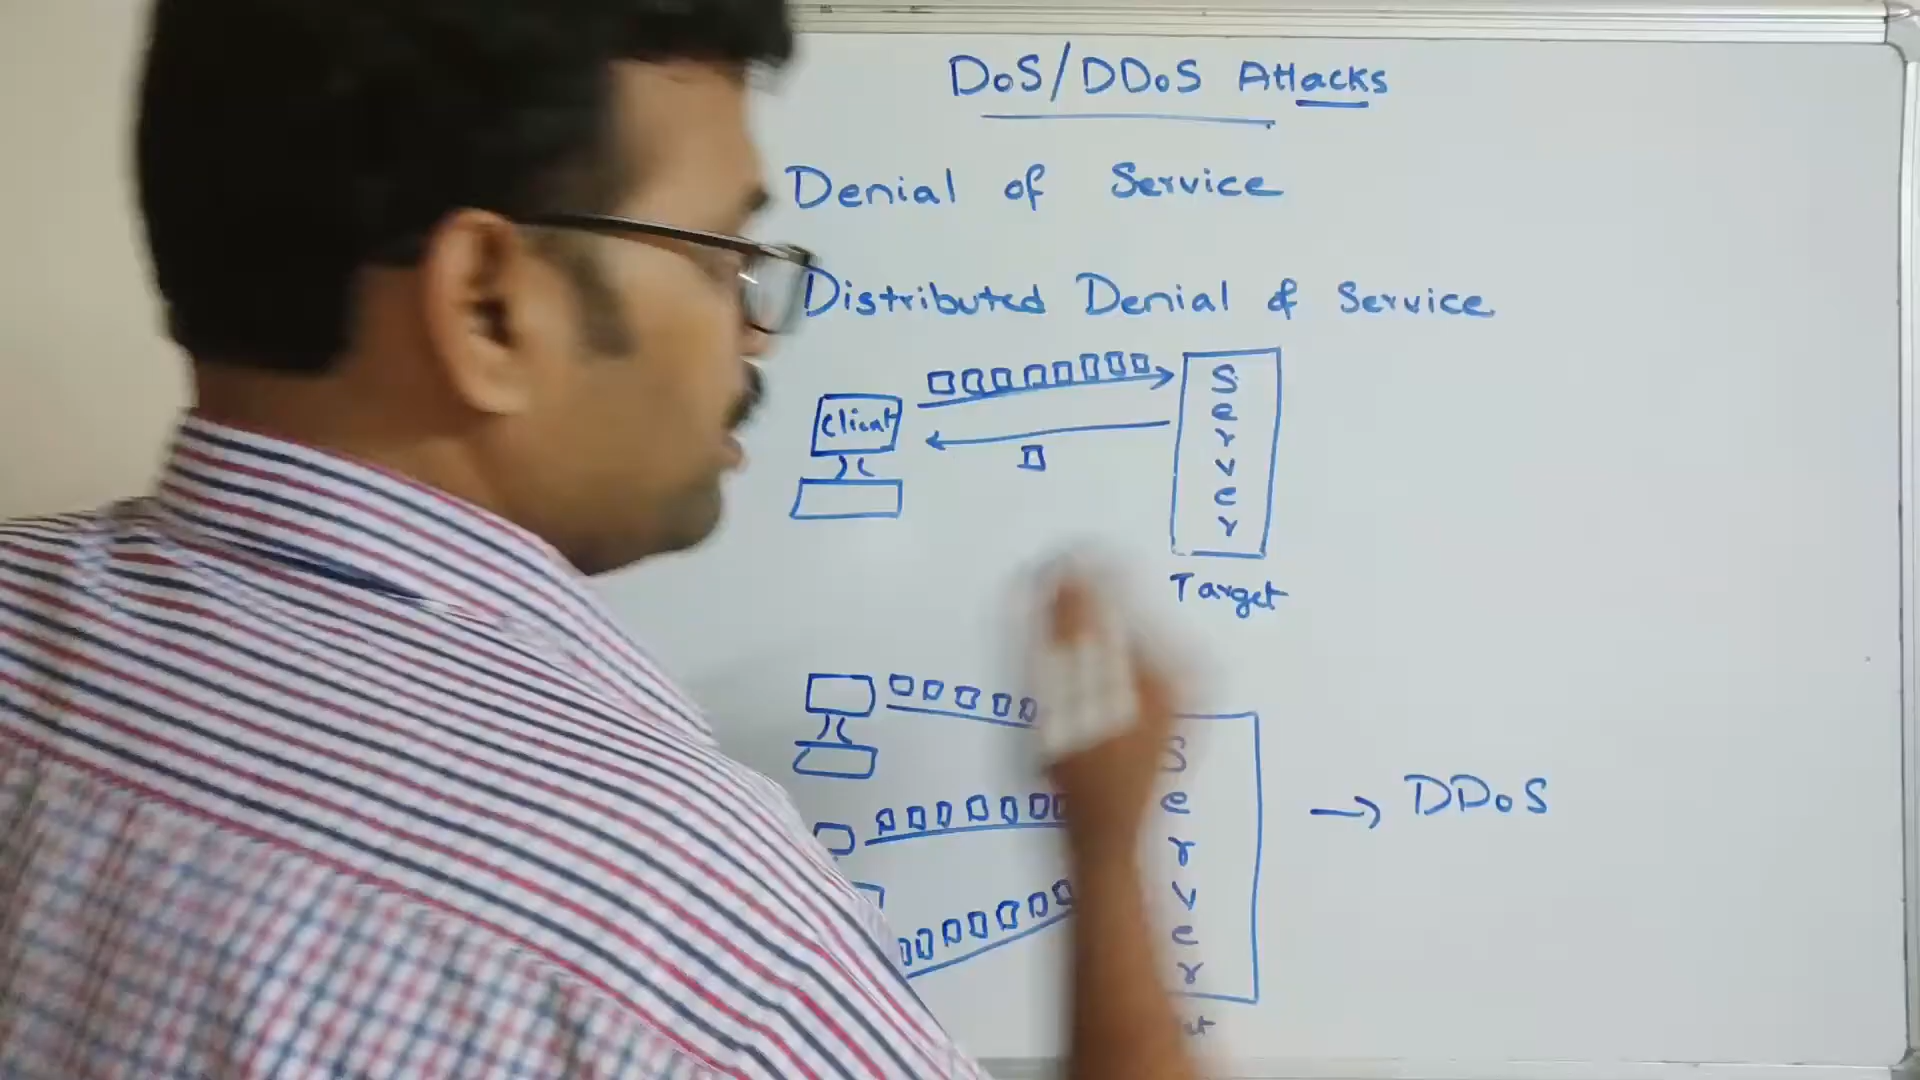 DoS/DDoS Attacks
Denial of Service
Distributed Denial of Service
Client
Server
Target
Server
DDoS